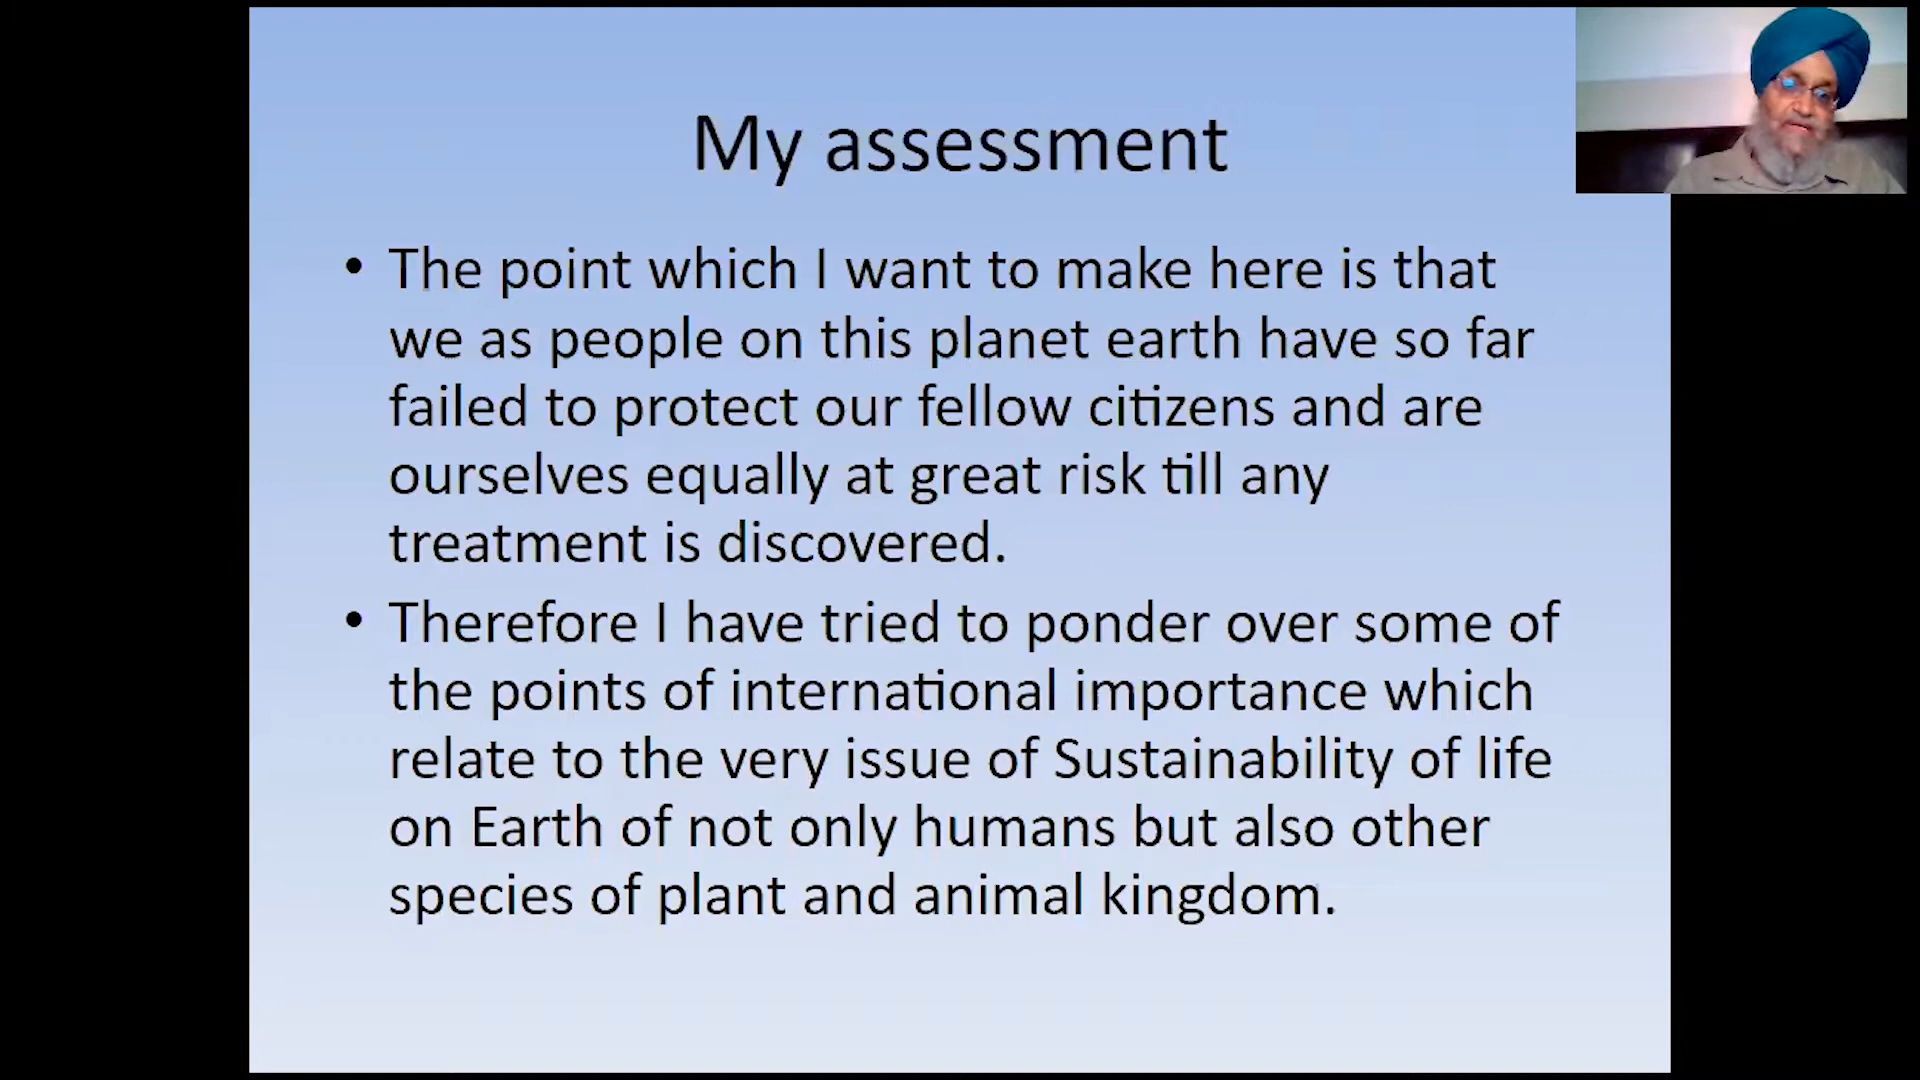 My assessment
• The point which I want to make here is that
we as people on this planet earth have so far
failed to protect our fellow citizens and are
ourselves equally at great risk till any
treatment is discovered.
• Therefore I have tried to ponder over some of
the points of international importance which
relate to the very issue of Sustainability of life
on Earth of not only humans but also other
species of plant and animal kingdom.